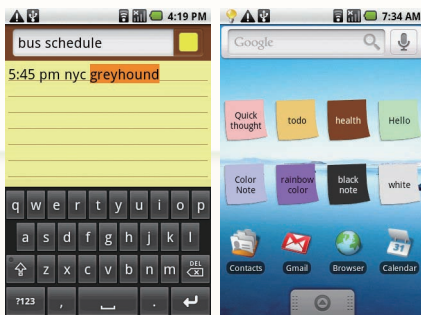 4:19 PM
bus schedule
5:45 pm nyc greyhound
q w e r t y u i o p
a s d f g h j k l
z x c v b n m DEL
?123 , .
7:34 AM
Google
Quick thought
todo
health
Hello
Color Note
rainbow color
black note
white
Contacts
Gmail
Browser
31
Calendar